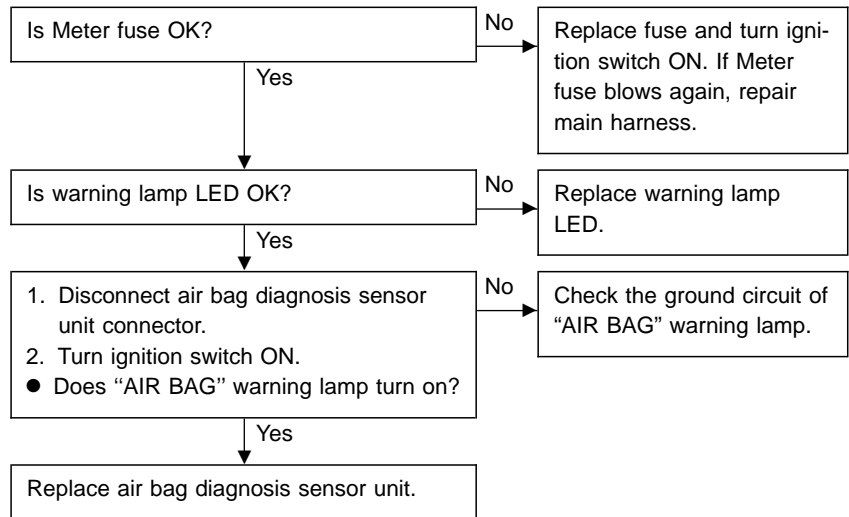 Is Meter fuse OK?
No
Replace fuse and turn igni-
tion switch ON. If Meter
fuse blows again, repair
main harness.
Yes
Is warning lamp LED OK?
No
Replace warning lamp
LED.
Yes
1. Disconnect air bag diagnosis sensor
unit connector.
2. Turn ignition switch ON.
● Does ‘‘AIR BAG’’ warning lamp turn on?
No
Check the ground circuit of
“AIR BAG” warning lamp.
Yes
Replace air bag diagnosis sensor unit.